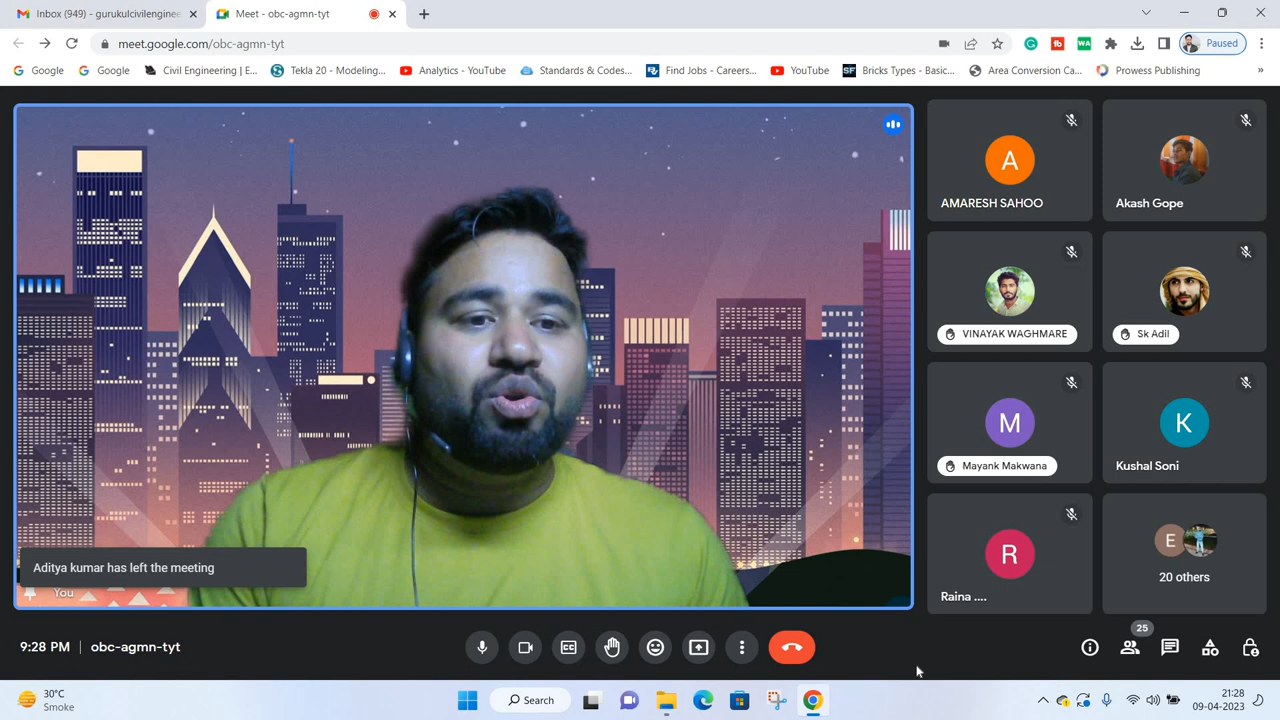 Inbox (949) - gurukulcivilenginee
Meet - obc-agmn-tyt
meet.google.com/obc-agmn-tyt
Paused
Google
Google
Civil Engineering | E...
Tekla 20 - Modeling...
Analytics - YouTube
Standards & Codes...
Find Jobs - Careers...
YouTube
Bricks Types - Basic...
Area Conversion Ca...
Prowess Publishing
»
A
AMARESH SAHOO
Akash Gope
VINAYAK WAGHMARE
Sk Adil
M
Mayank Makwana
K
Kushal Soni
R
Raina ....
E
20 others
Aditya kumar has left the meeting
You
9:28 PM | obc-agmn-tyt
25
30°C
Smoke
Search
21:28
09-04-2023